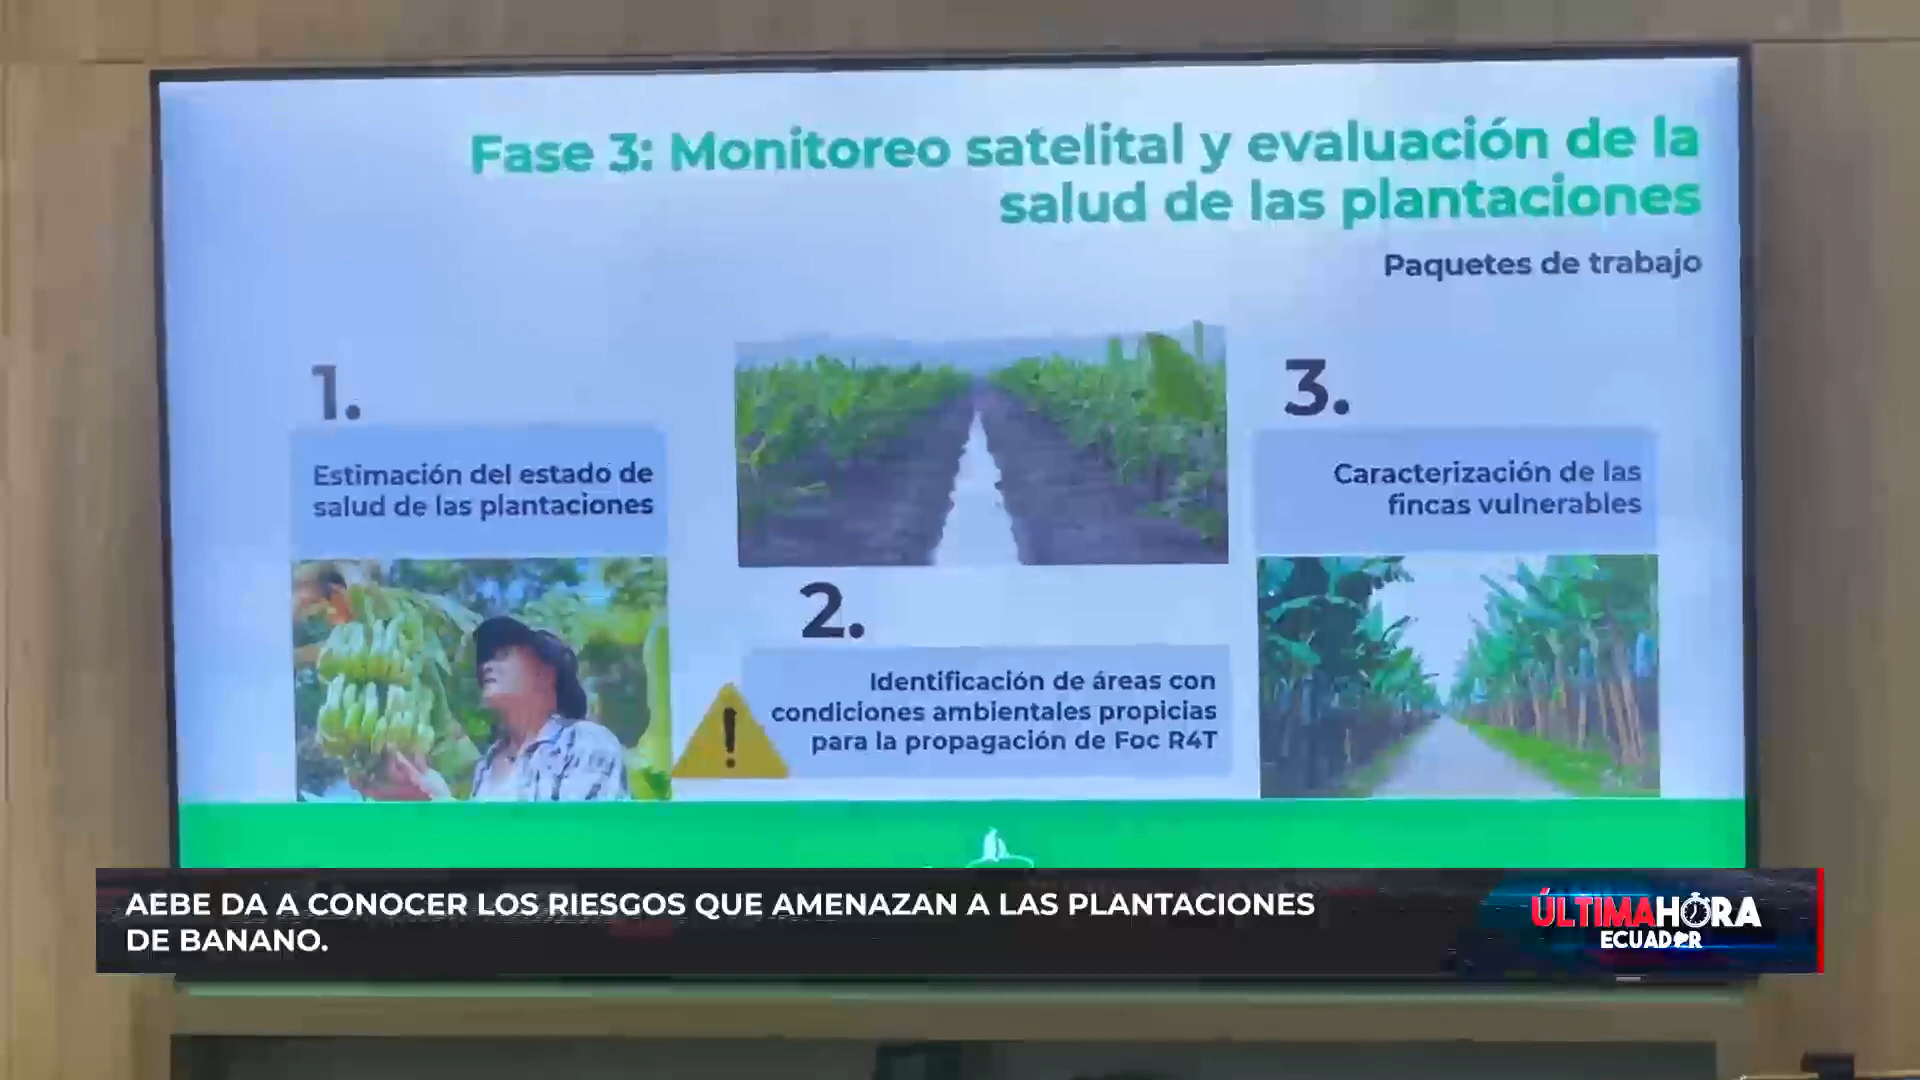 Fase 3: Monitoreo satelital y evaluación de la
salud de las plantaciones
Paquetes de trabajo
1.
Estimación del estado de
salud de las plantaciones
2.
Identificación de áreas con
condiciones ambientales propicias
para la propagación de Foc R4T
3.
Caracterización de las
fincas vulnerables
AEBE DA A CONOCER LOS RIESGOS QUE AMENAZAN A LAS PLANTACIONES
DE BANANO.
ÚLTIMAHORA
ECUADOR